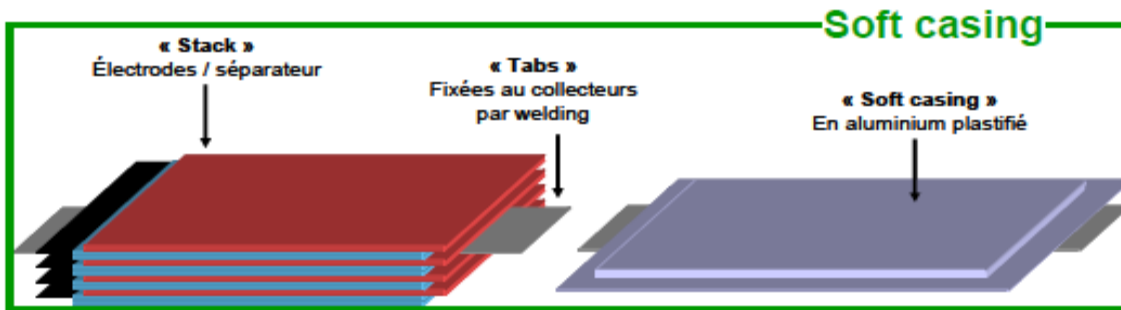 Soft casing
« Stack »
Électrodes / séparateur
« Tabs »
Fixées au collecteurs
par welding
« Soft casing »
En aluminium plastifié